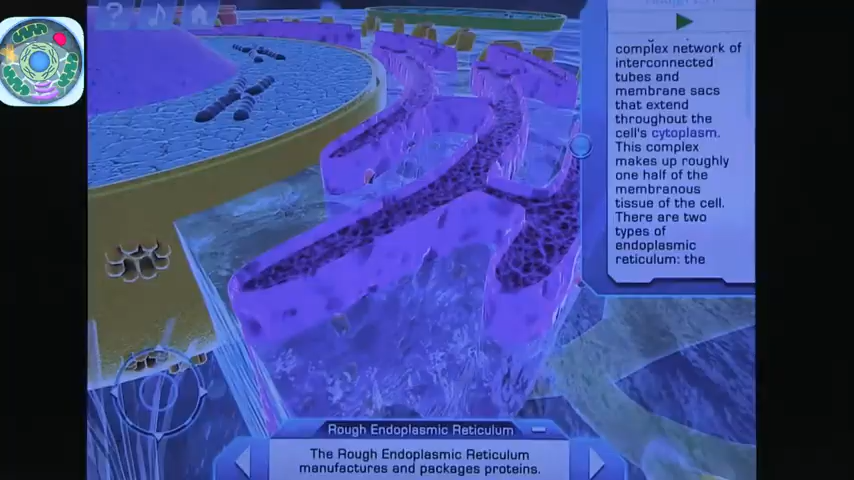 complex network of
interconnected
tubes and
membrane sacs
that extend
throughout the
cell's cytoplasm.
This complex
makes up roughly
one half of the
membranous
tissue of the cell.
There are two
types of
endoplasmic
reticulum: the
Rough Endoplasmic Reticulum
The Rough Endoplasmic Reticulum
manufactures and packages proteins.